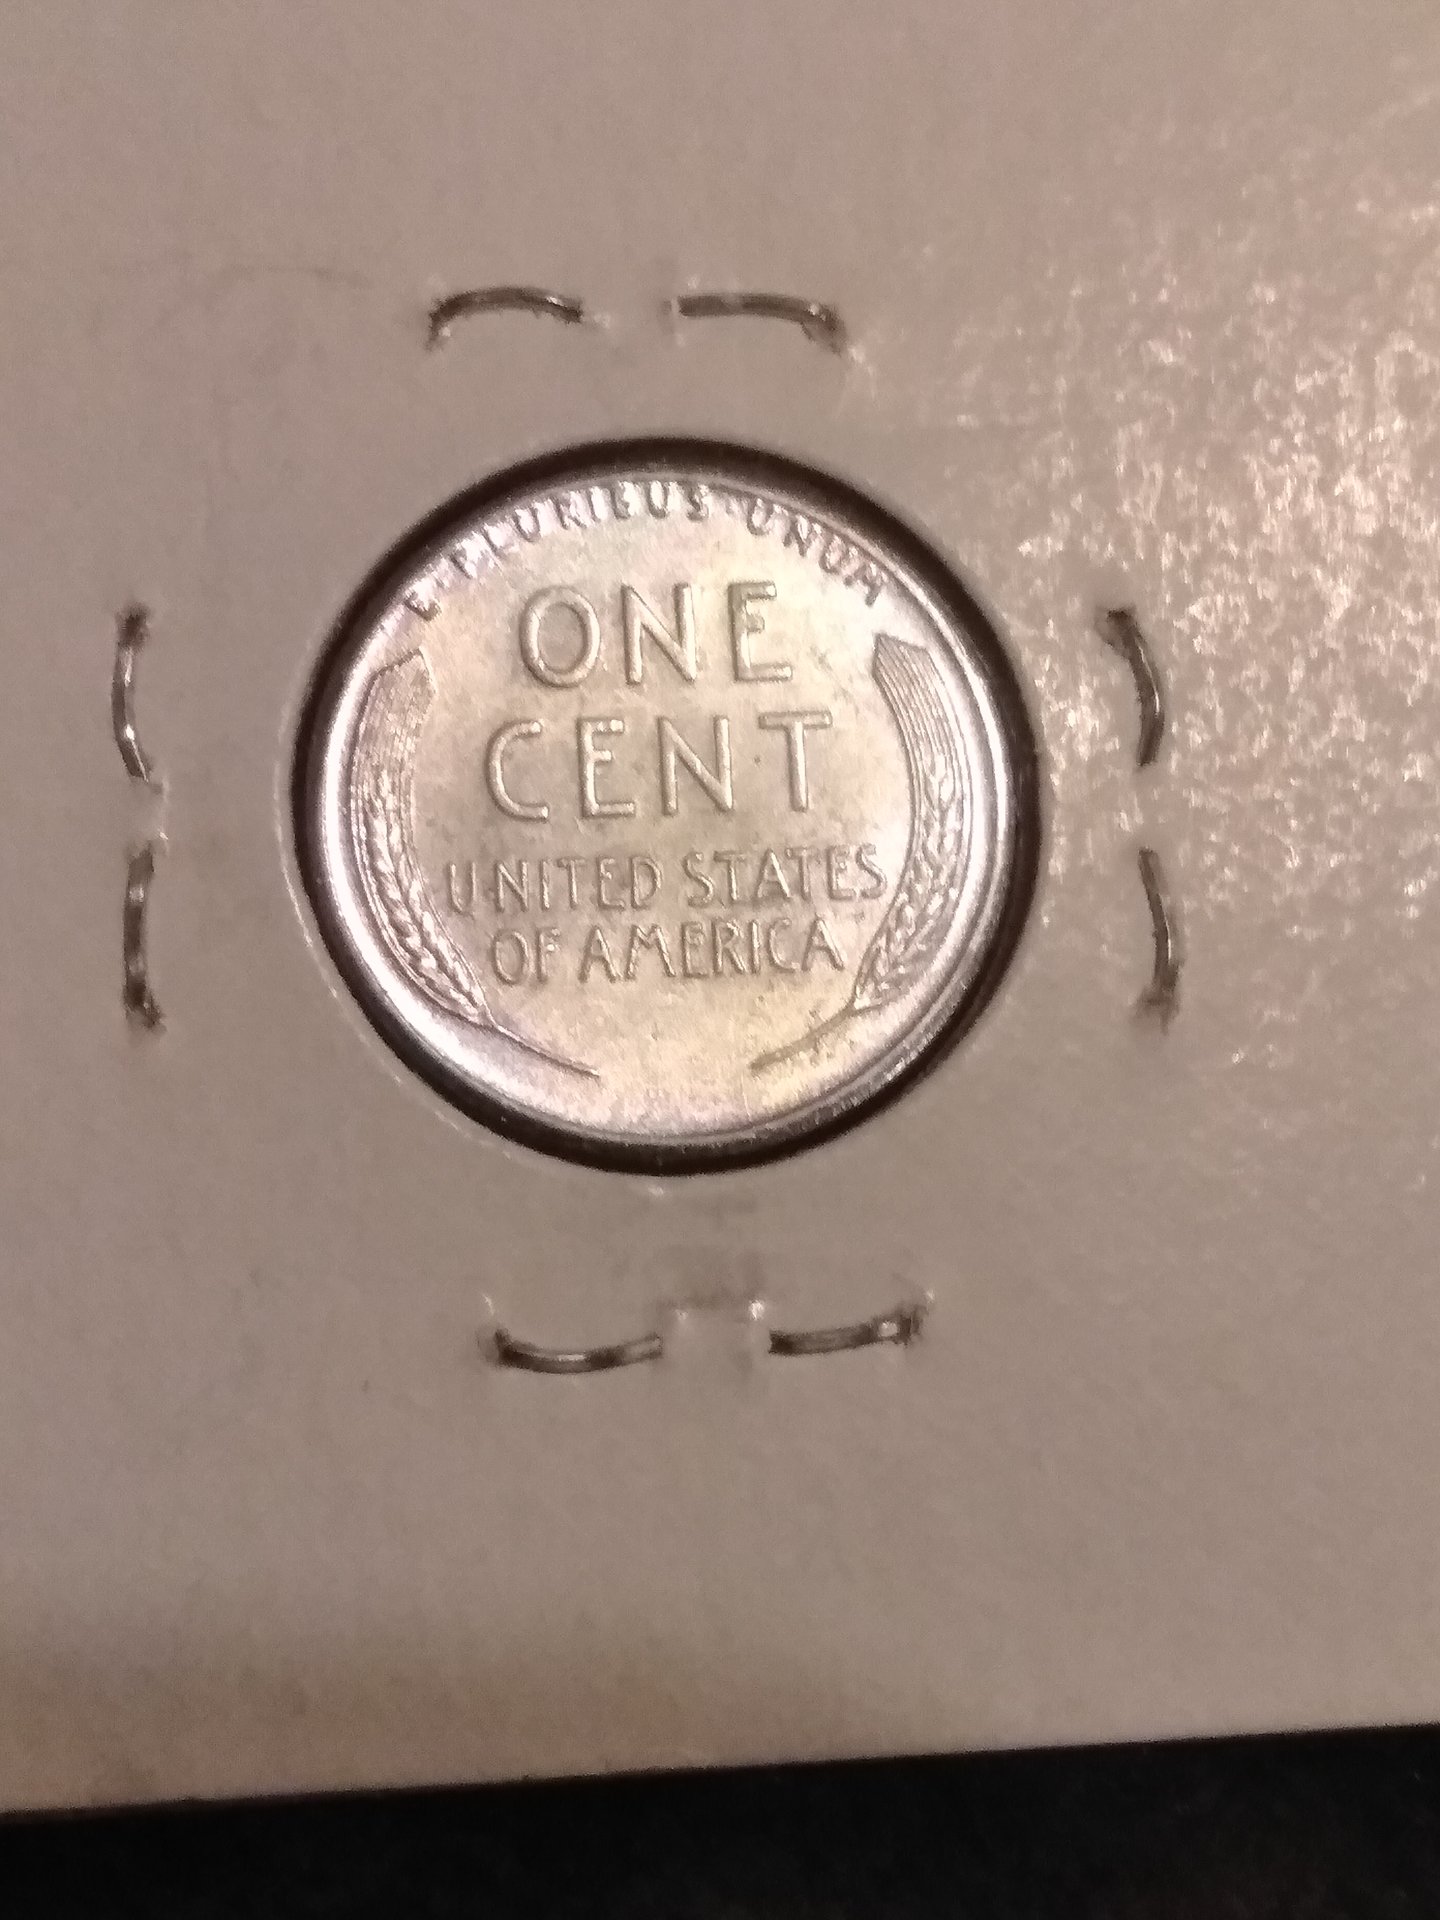 E·PLURIBUS·UNUM
ONE
CENT
UNITED STATES
OF AMERICA